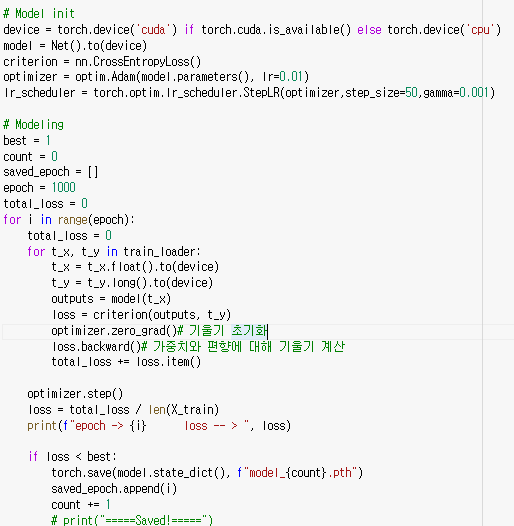 # Model init
device = torch.device('cuda') if torch.cuda.is_available() else torch.device('cpu')
model = Net().to(device)
criterion = nn.CrossEntropyLoss()
optimizer = optim.Adam(model.parameters(), lr=0.01)
lr_scheduler = torch.optim.lr_scheduler.StepLR(optimizer,step_size=50,gamma=0.001)

# Modeling
best = 1
count = 0
saved_epoch = []
epoch = 1000
total_loss = 0
for i in range(epoch):
    total_loss = 0
    for t_x, t_y in train_loader:
        t_x = t_x.float().to(device)
        t_y = t_y.long().to(device)
        outputs = model(t_x)
        loss = criterion(outputs, t_y)
        optimizer.zero_grad()# 기울기 초기화
        loss.backward()# 가중치와 편향에 대해 기울기 계산
        total_loss += loss.item()

    optimizer.step()
    loss = total_loss / len(X_train)
    print(f"epoch -> {i}      loss -- > ", loss)

    if loss < best:
        torch.save(model.state_dict(), f"model_{count}.pth")
        saved_epoch.append(i)
        count += 1
        # print("=====Saved!=====")